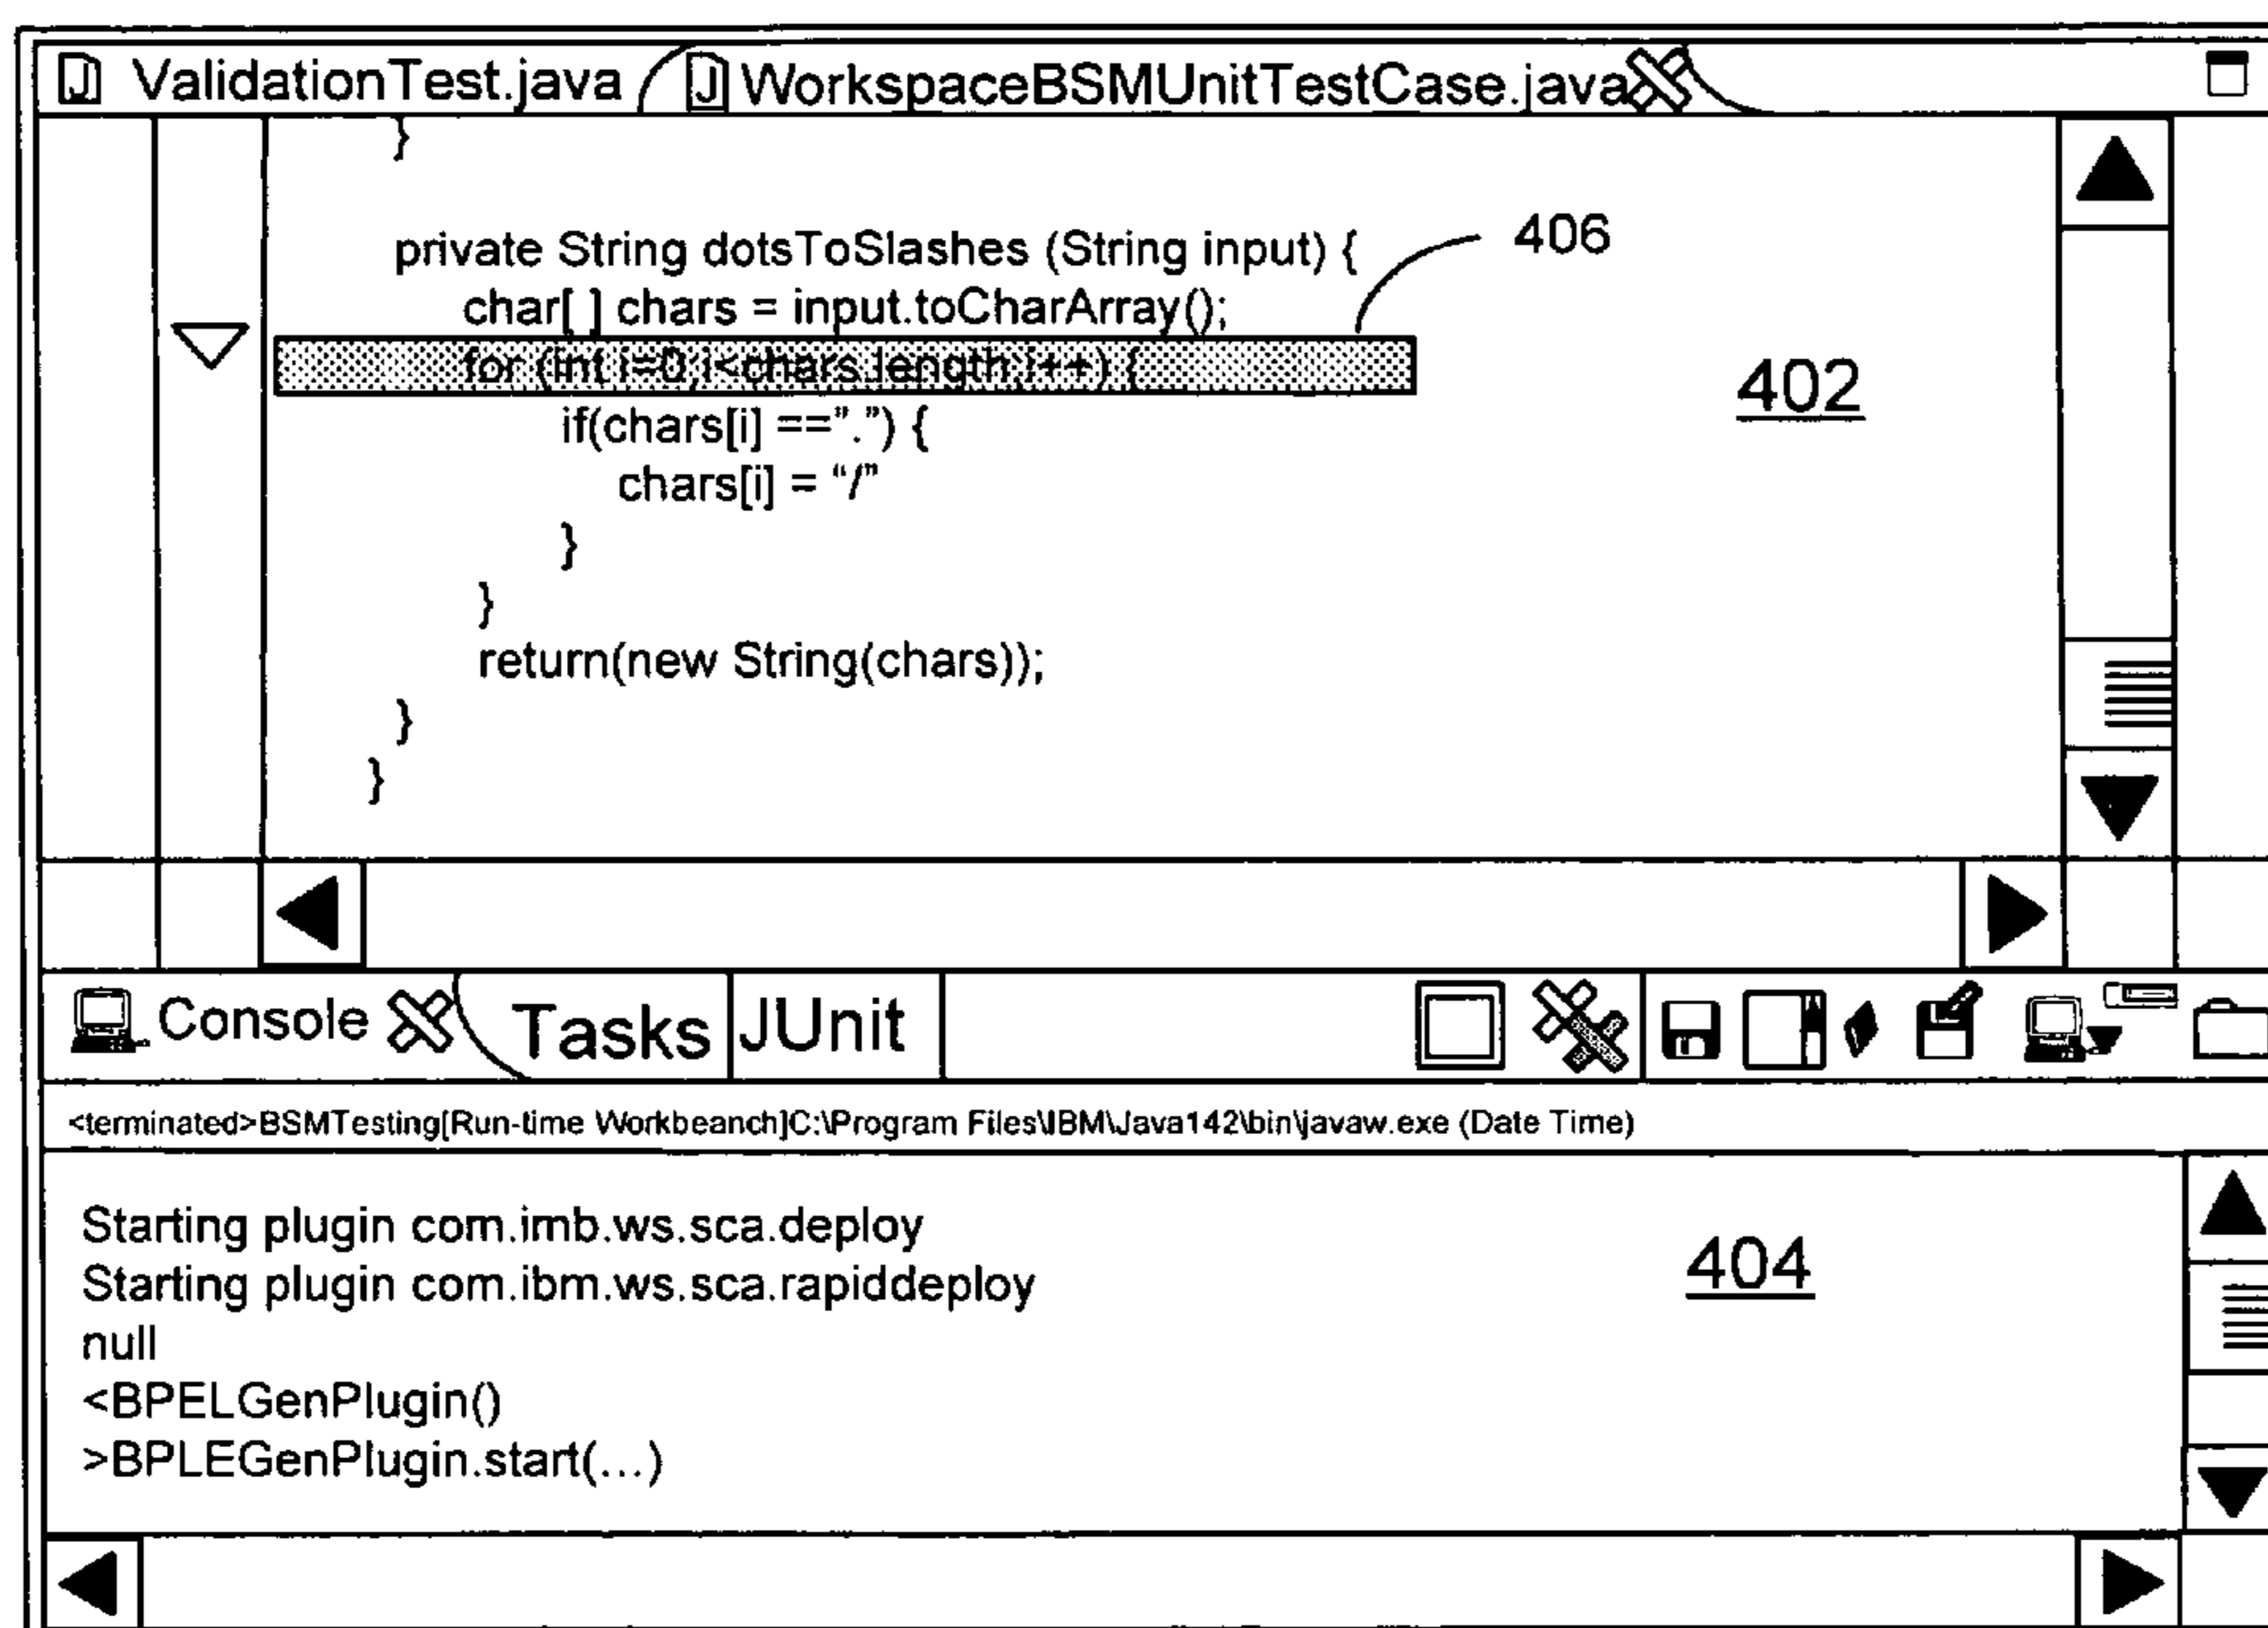 J ValidationTest.java J WorkspaceBSMUnitTestCase.java
}
private String dotsToSlashes (String input) {
406
char[ ] chars = input.toCharArray();
for (int i=0;i<chars.length;i++) {
402
if(chars[i] ==".") {
chars[i] = “/”
}
}
return(new String(chars));
}
}
Console Tasks JUnit
<terminated>BSMTesting[Run-time Workbeanch]C:\Program Files\IBM\Java142\bin\javaw.exe (Date Time)
Starting plugin com.imb.ws.sca.deploy
404
Starting plugin com.ibm.ws.sca.rapiddeploy
null
<BPELGenPlugin()
>BPLEGenPlugin.start(...)